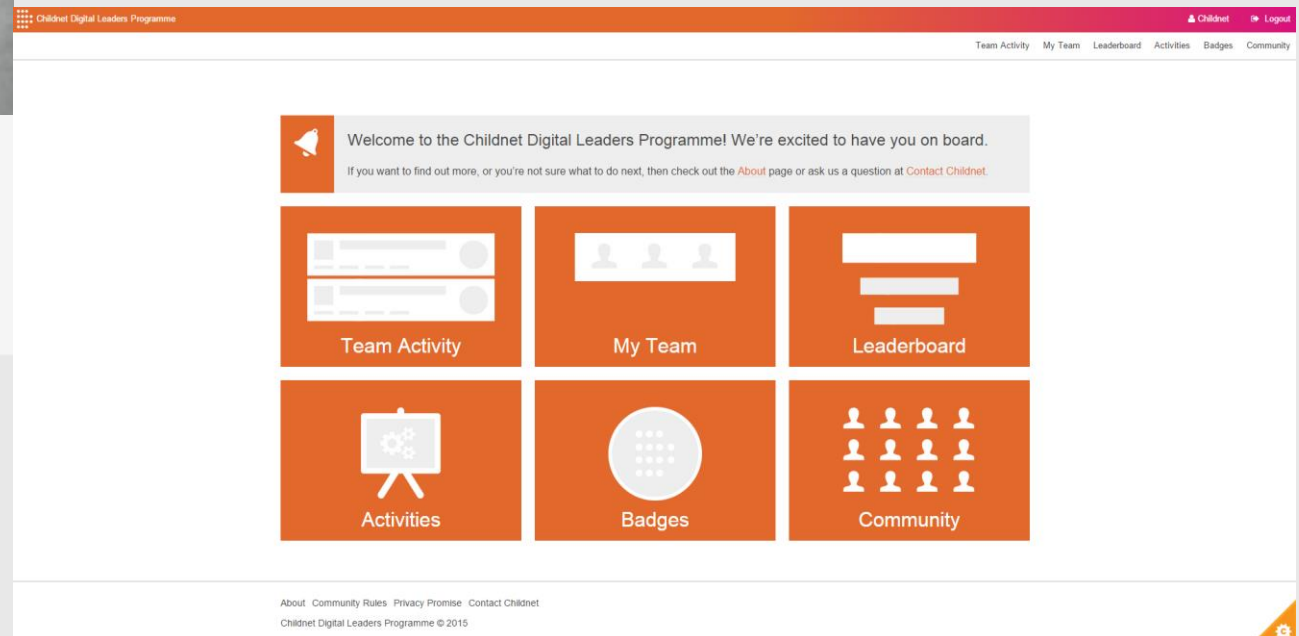 Childnet Digital Leaders Programme Childnet Logout
Team Activity My Team Leaderboard Activities Badges Community
Welcome to the Childnet Digital Leaders Programme! We're excited to have you on board.
If you want to find out more, or you're not sure what to do next, then check out the About page or ask us a question at Contact Childnet.
Team Activity My Team Leaderboard
Activities Badges Community
About Community Rules Privacy Promise Contact Childnet
Childnet Digital Leaders Programme © 2015